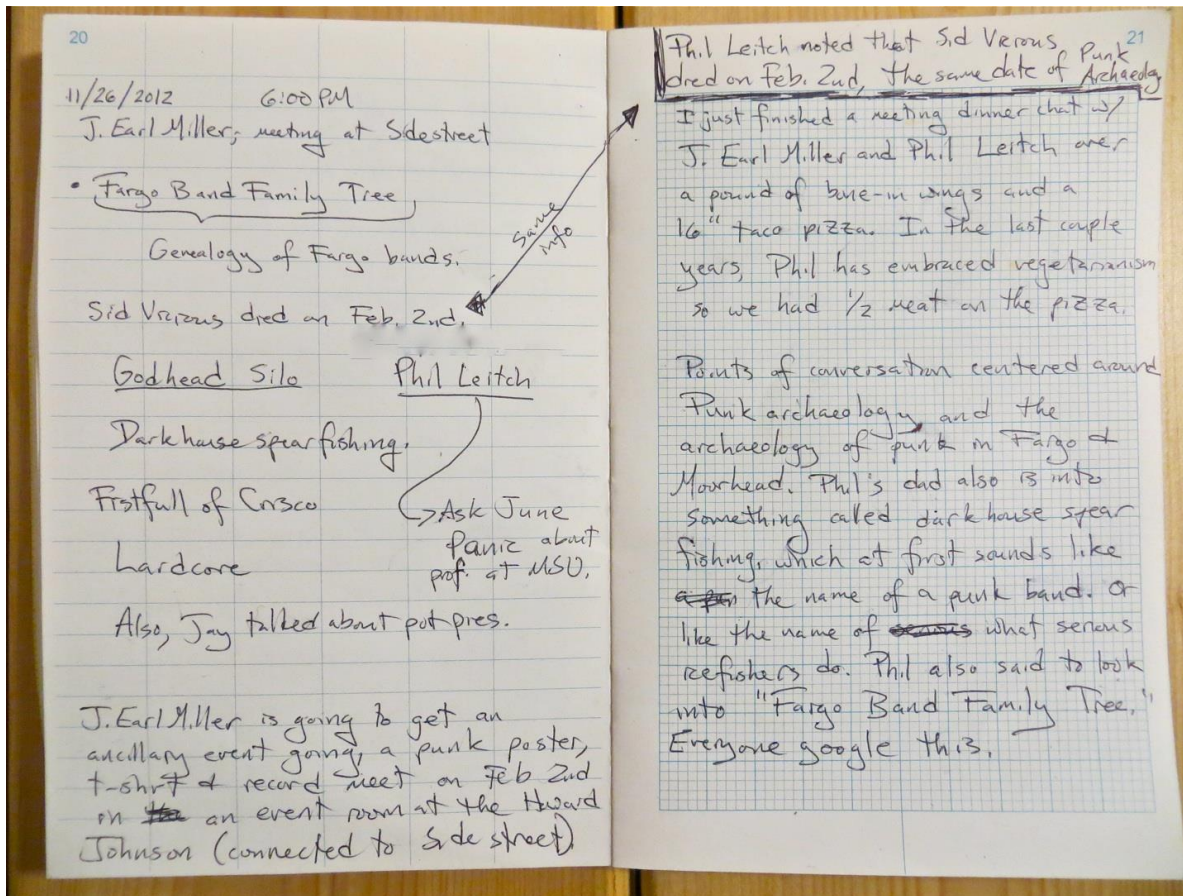 20
11/26/2012 6:00 PM
J. Earl Miller; meeting at Sidestreet
• Fargo Band Family Tree
Genealogy of Fargo bands.
Sid Vicious died on Feb. 2nd.
Same
info
Godhead Silo Phil Leitch
Darkhouse spearfishing.
Fistfull of Crisco
Hardcore
Ask June
Panic about
prof. at MSU.
Also, Jay talked about pot pies.
J. Earl Miller is going to get an
ancillary event going, a punk poster,
t-shirt & record meet on Feb 2nd
in an event room at the Howard
Johnson (connected to Sidestreet)
21
Phil Leitch noted that Sid Vicious
died on Feb. 2nd, the same date of Punk
Archaeology
I just finished a meeting dinner chat w/
J. Earl Miller and Phil Leitch over
a pound of bone-in wings and a
16" taco pizza. In the last couple
years, Phil has embraced vegetarianism
so we had 1/2 meat on the pizza.
Points of conversation centered around
Punk archaeology and the
archaeology of punk in Fargo &
Moorhead. Phil's dad also is into
something called darkhouse spear
fishing, which at first sounds like
the name of a punk band. Or
like the name of what serious
icefishers do. Phil also said to look
into "Fargo Band Family Tree."
Everyone google this.